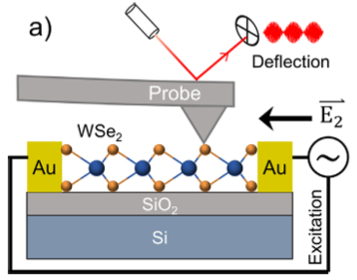 a)
Deflection
Probe
E₂
WSe₂
Au
Au
SiO₂
Si
Excitation